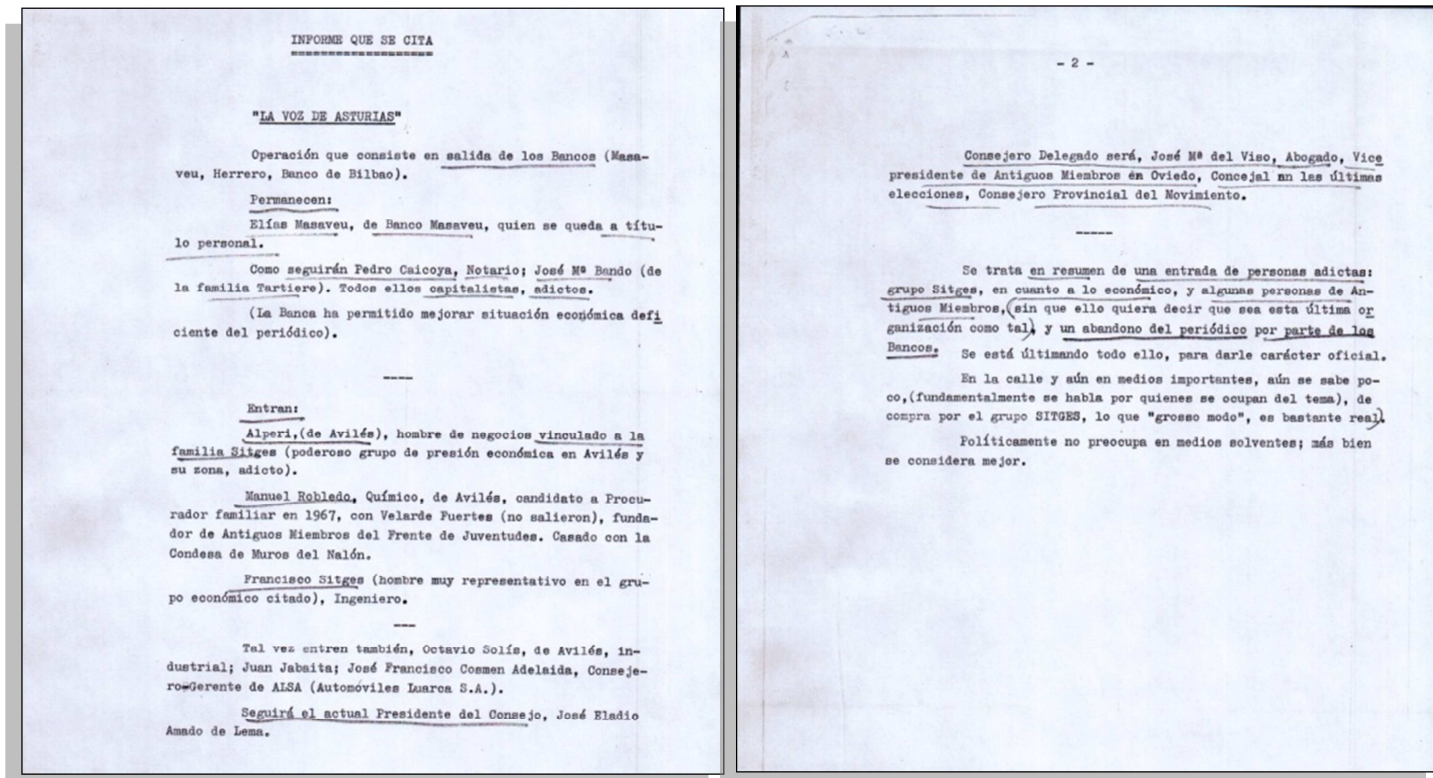 INFORME QUE SE CITA
==================
"LA VOZ DE ASTURIAS"
Operación que consiste en salida de los Bancos (Masa-
veu, Herrero, Banco de Bilbao).
Permanecen:
Elías Masaveu, de Banco Masaveu, quien se queda a títu-
lo personal.
Como seguirán Pedro Caicoya, Notario; José Mª Bando (de
la familia Tartiere). Todos ellos capitalistas, adictos.
(La Banca ha permitido mejorar situación económica defi
ciente del periódico).
----
Entran:
Alperi,(de Avilés), hombre de negocios vinculado a la
familia Sitges (poderoso grupo de presión económica en Avilés y
su zona, adicto).
Manuel Robledo, Químico, de Avilés, candidato a Procu-
rador familiar en 1967, con Velarde Fuertes (no salieron), funda-
dor de Antiguos Miembros del Frente de Juventudes. Casado con la
Condesa de Muros del Nalón.
Francisco Sitges (hombre muy representativo en el gru-
po económico citado), Ingeniero.
---
Tal vez entren también, Octavio Solís, de Avilés, in-
dustrial; Juan Jabaita; José Francisco Cosmen Adelaida, Conseje-
ro-Gerente de ALSA (Automóviles Luarca S.A.).
Seguirá el actual Presidente del Consejo, José Eladio
Amado de Lema.
- 2 -
Consejero Delegado será, José Mª del Viso, Abogado, Vice
presidente de Antiguos Miembros en Oviedo, Concejal an las últimas
elecciones, Consejero Provincial del Novimiento.
-----
Se trata en resumen de una entrada de personas adictas:
grupo Sitges, en cuanto a lo económico, y algunas personas de An-
tiguos Miembros,(sin que ello quiera decir que sea esta última or
ganización como tal) y un abandono del periódico por parte de los
Bancos.
Se está últimando todo ello, para darle carácter oficial.
En la calle y aún en medios importantes, aún se sabe po-
co,(fundamentalmente se habla por quienes se ocupan del tema), de
compra por el grupo SITGES, lo que "grosso modo", es bastante real)
Políticamente no preocupa en medios solventes; más bien
se considera mejor.